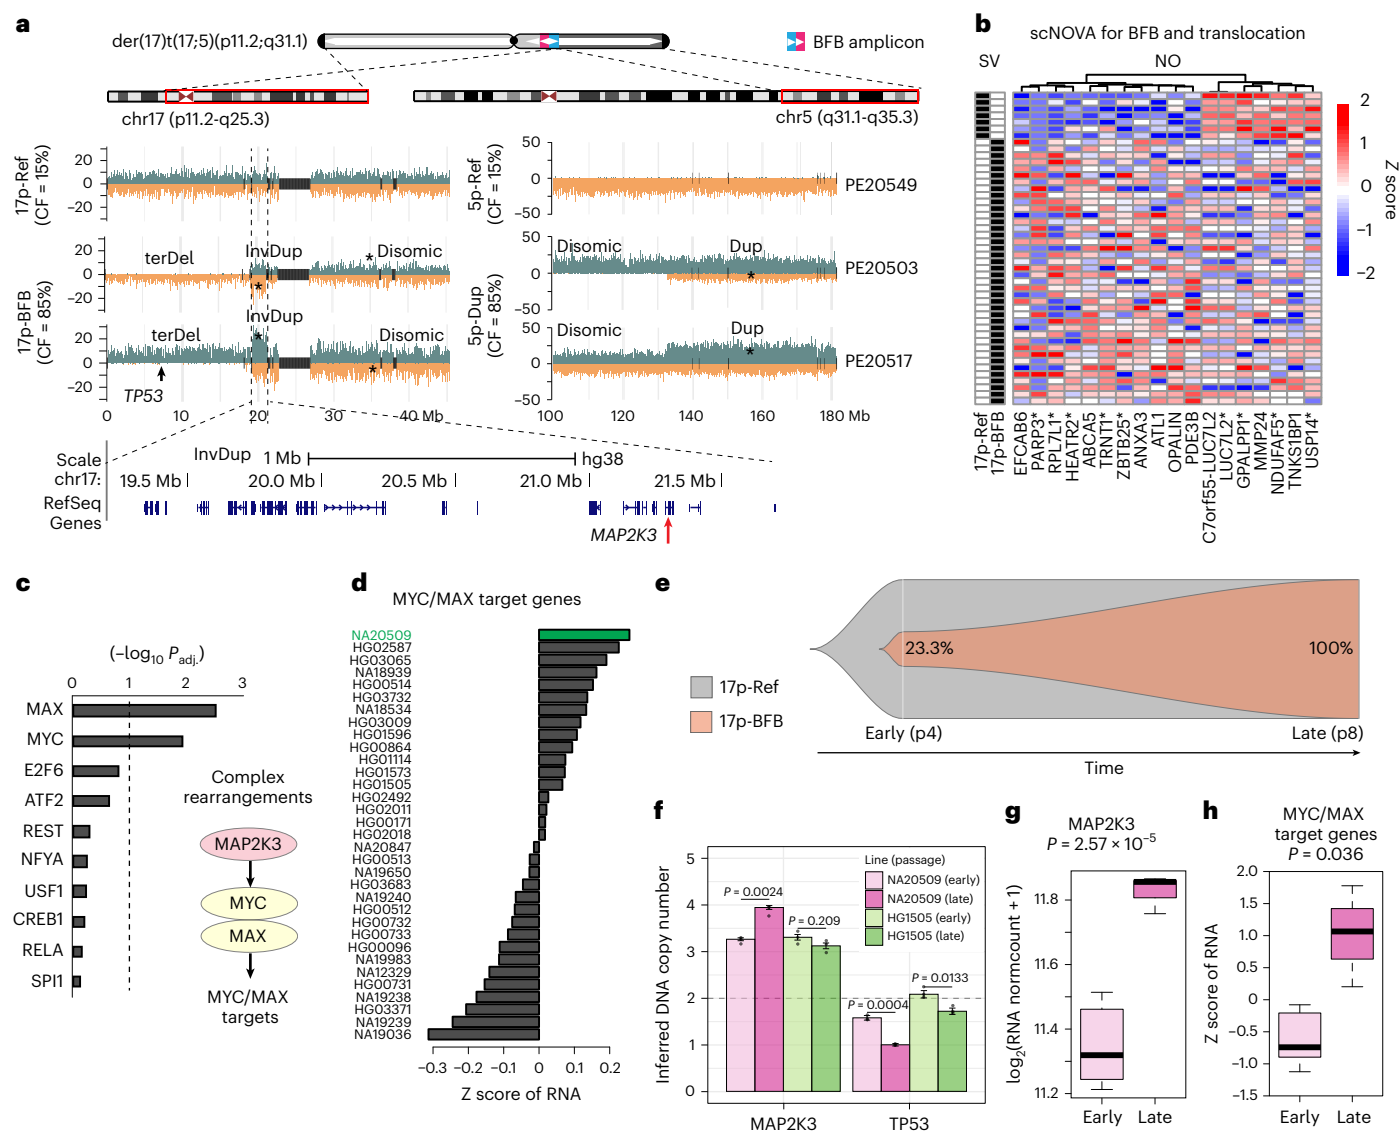 a
der(17)t(17;5)(p11.2;q31.1)
BFB amplicon
chr17 (p11.2-q25.3)
chr5 (q31.1-q35.3)
17p-Ref
(CF = 15%)
20
0
−20
5p-Ref
(CF = 15%)
50
0
−50
PE20549
17p-BFB
(CF = 85%)
20
0
−20
terDel
InvDup
*
Disomic
*
5p-Dup
(CF = 85%)
50
0
−50
Disomic
Dup
*
PE20503
20
0
−20
terDel
InvDup
*
Disomic
*
TP53
50
0
−50
Disomic
Dup
*
PE20517
0
10
20
30
40 Mb
100
120
140
160
180 Mb
InvDup
Scale
1 Mb
hg38
chr17:
19.5 Mb
20.0 Mb
20.5 Mb
21.0 Mb
21.5 Mb
RefSeq
Genes
MAP2K3
b
scNOVA for BFB and translocation
SV
NO
2
1
0
−1
−2
Z score
17p-Ref
17p-BFB
EFCAB6
PARP3*
RPL7L1*
HEATR2*
ABCA5
TRNT1*
ZBTB25*
ANXA3
ATL1
OPALIN
PDE3B
C7orf55-LUC7L2
LUC7L2*
GPALPP1*
MMP24
NDUFAF5*
TNKS1BP1
USP14*
c
(−log10 Padj.)
0
1
2
3
MAX
MYC
E2F6
ATF2
REST
NFYA
USF1
CREB1
RELA
SPI1
Complex
rearrangements
MAP2K3
MYC
MAX
MYC/MAX
targets
d
MYC/MAX target genes
NA20509
HG02587
HG03065
NA18939
HG00514
HG03732
NA18534
HG03009
HG01596
HG00864
HG01114
HG01573
HG01505
HG02492
HG02011
HG00171
HG02018
NA20847
HG00513
NA19650
HG03683
NA19240
HG00512
HG00732
HG00733
HG00096
NA19983
NA12329
HG00731
NA19238
HG03371
NA19239
NA19036
−0.3
−0.2
−0.1
0
0.1
0.2
Z score of RNA
e
17p-Ref
17p-BFB
23.3%
100%
Early (p4)
Late (p8)
Time
f
Inferred DNA copy number
5
4
3
2
1
0
P = 0.0024
P = 0.209
P = 0.0004
P = 0.0133
Line (passage)
NA20509 (early)
NA20509 (late)
HG1505 (early)
HG1505 (late)
MAP2K3
TP53
g
MAP2K3
P = 2.57 × 10−5
log2(RNA normcount + 1)
11.8
11.6
11.4
11.2
Early
Late
h
MYC/MAX
target genes
P = 0.036
Z score of RNA
2.0
1.5
1.0
0.5
0
−0.5
−1.0
−1.5
Early
Late